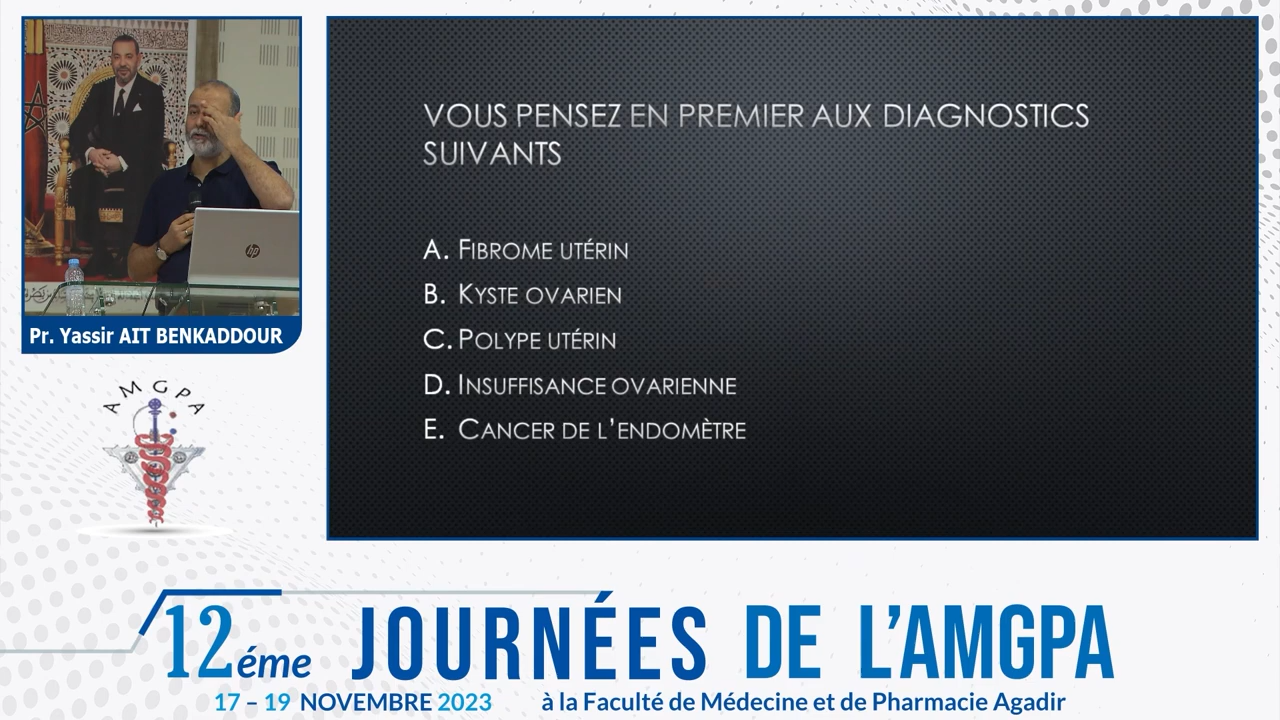 VOUS PENSEZ EN PREMIER AUX DIAGNOSTICS
SUIVANTS
A. FIBROME UTÉRIN
B. KYSTE OVARIEN
C. POLYPE UTÉRIN
D. INSUFFISANCE OVARIENNE
E. CANCER DE L'ENDOMÈTRE
hp
Pr. Yassir AIT BENKADDOUR
AMGPA
12éme JOURNÉES DE L'AMGPA
17 – 19 NOVEMBRE 2023 à la Faculté de Médecine et de Pharmacie Agadir